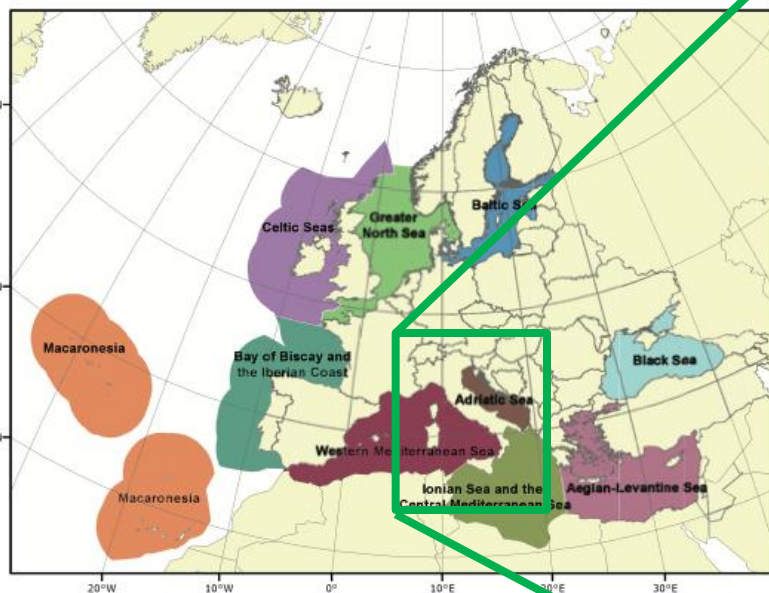 Baltic Sea
Greater
North Sea
Celtic Seas
Macaronesia
Bay of Biscay and
the Iberian Coast
Black Sea
Adriatic Sea
Western Mediterranean Sea
Ionian Sea and the
Central Mediterranean Sea
Aegian-Levantine Sea
Macaronesia
20°W
10°W
0°
10°E
20°E
30°E